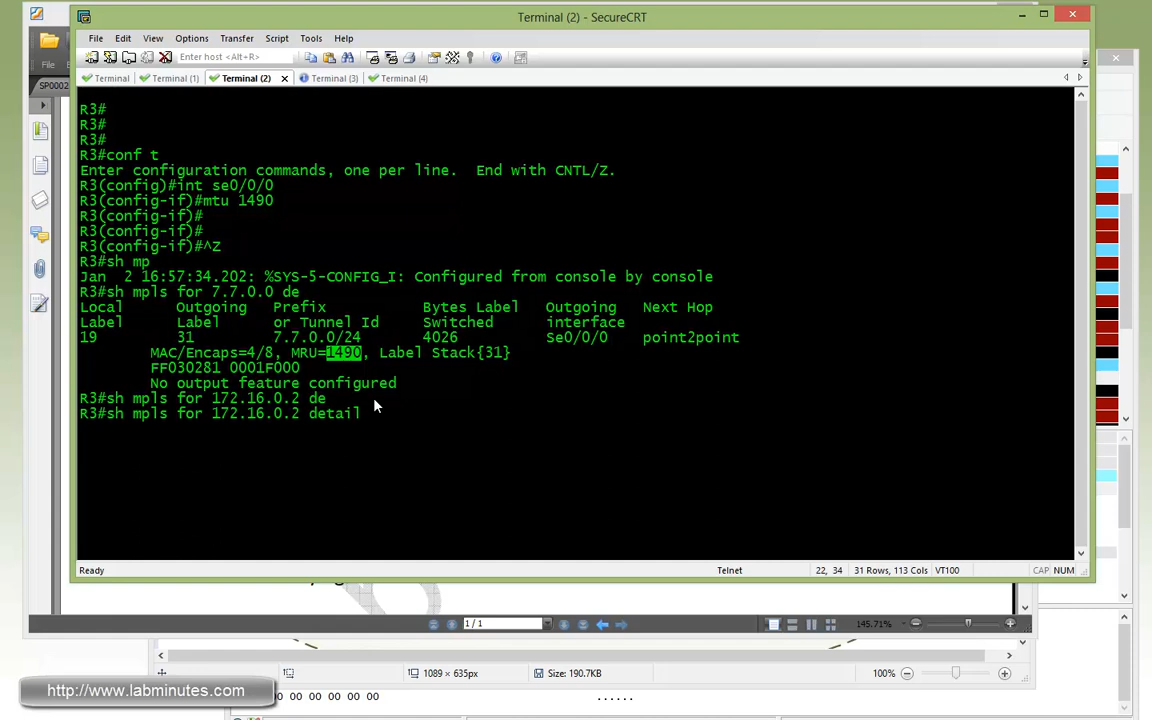 Terminal (2) - SecureCRT
File Edit View Options Transfer Script Tools Help
Enter host <Alt+R>
File
SP0002
Terminal Terminal (1) Terminal (2) Terminal (3) Terminal (4)
R3#
R3#
R3#
R3#conf t
Enter configuration commands, one per line.  End with CNTL/Z.
R3(config)#int se0/0/0
R3(config-if)#mtu 1490
R3(config-if)#
R3(config-if)#
R3(config-if)#^Z
R3#sh mp
Jan  2 16:57:34.202: %SYS-5-CONFIG_I: Configured from console by console
R3#sh mpls for 7.7.0.0 de
Local Outgoing Prefix Bytes Label Outgoing Next Hop
Label Label or Tunnel Id Switched interface
19 31 7.7.0.0/24 4026 Se0/0/0 point2point
MAC/Encaps=4/8, MRU=1490, Label Stack{31}
FF030281 0001F000
No output feature configured
R3#sh mpls for 172.16.0.2 de
R3#sh mpls for 172.16.0.2 detail
Ready Telnet 22, 34 31 Rows, 113 Cols VT100 CAP NUM
1 / 1 145.71%
1089 × 635px Size: 190.7KB 100%
http://www.labminutes.com
00 00 00 00 00 00 ......